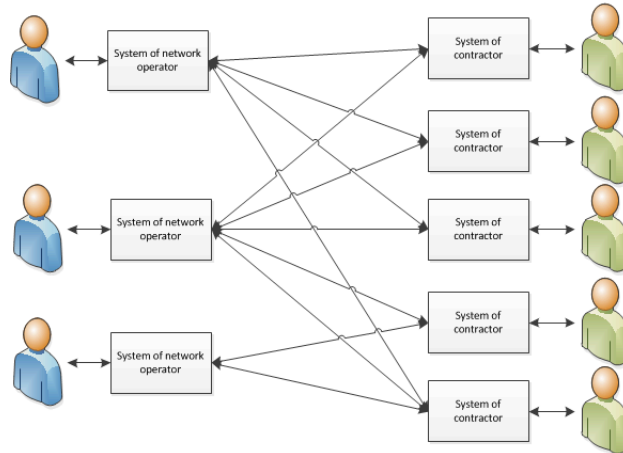 System of network
operator
System of
contractor
System of
contractor
System of network
operator
System of
contractor
System of
contractor
System of network
operator
System of
contractor